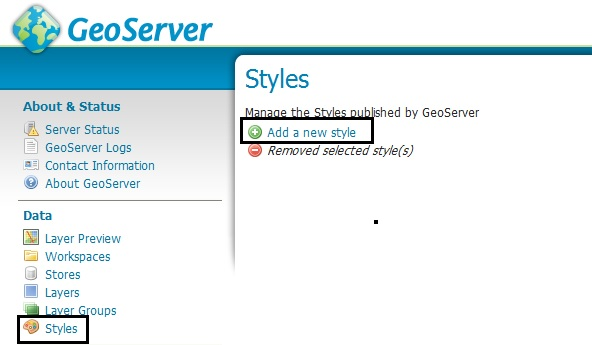 GeoServer
About & Status
Server Status
GeoServer Logs
Contact Information
About GeoServer
Data
Layer Preview
Workspaces
Stores
Layers
Layer Groups
Styles
Styles
Manage the Styles published by GeoServer
Add a new style
Removed selected style(s)